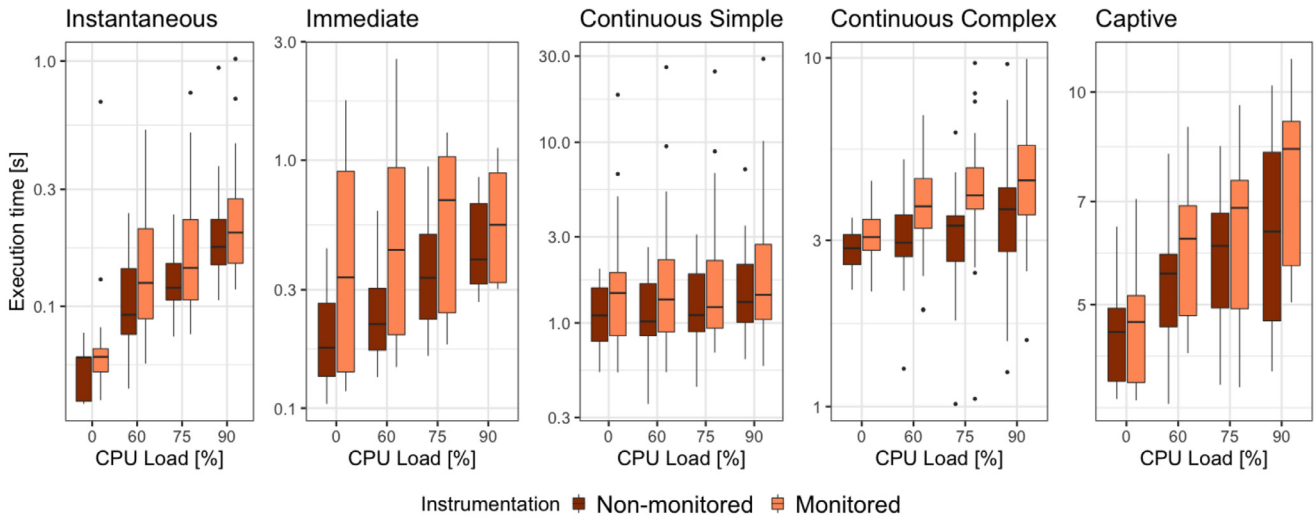 Instantaneous
Immediate
Continuous Simple
Continuous Complex
Captive
Execution time [s]
1.0
0.3
0.1
3.0
1.0
0.3
0.1
30.0
10.0
3.0
1.0
0.3
10
3
1
10
7
5
0 60 75 90
0 60 75 90
0 60 75 90
0 60 75 90
0 60 75 90
CPU Load [%]
CPU Load [%]
CPU Load [%]
CPU Load [%]
CPU Load [%]
Instrumentation Non-monitored Monitored